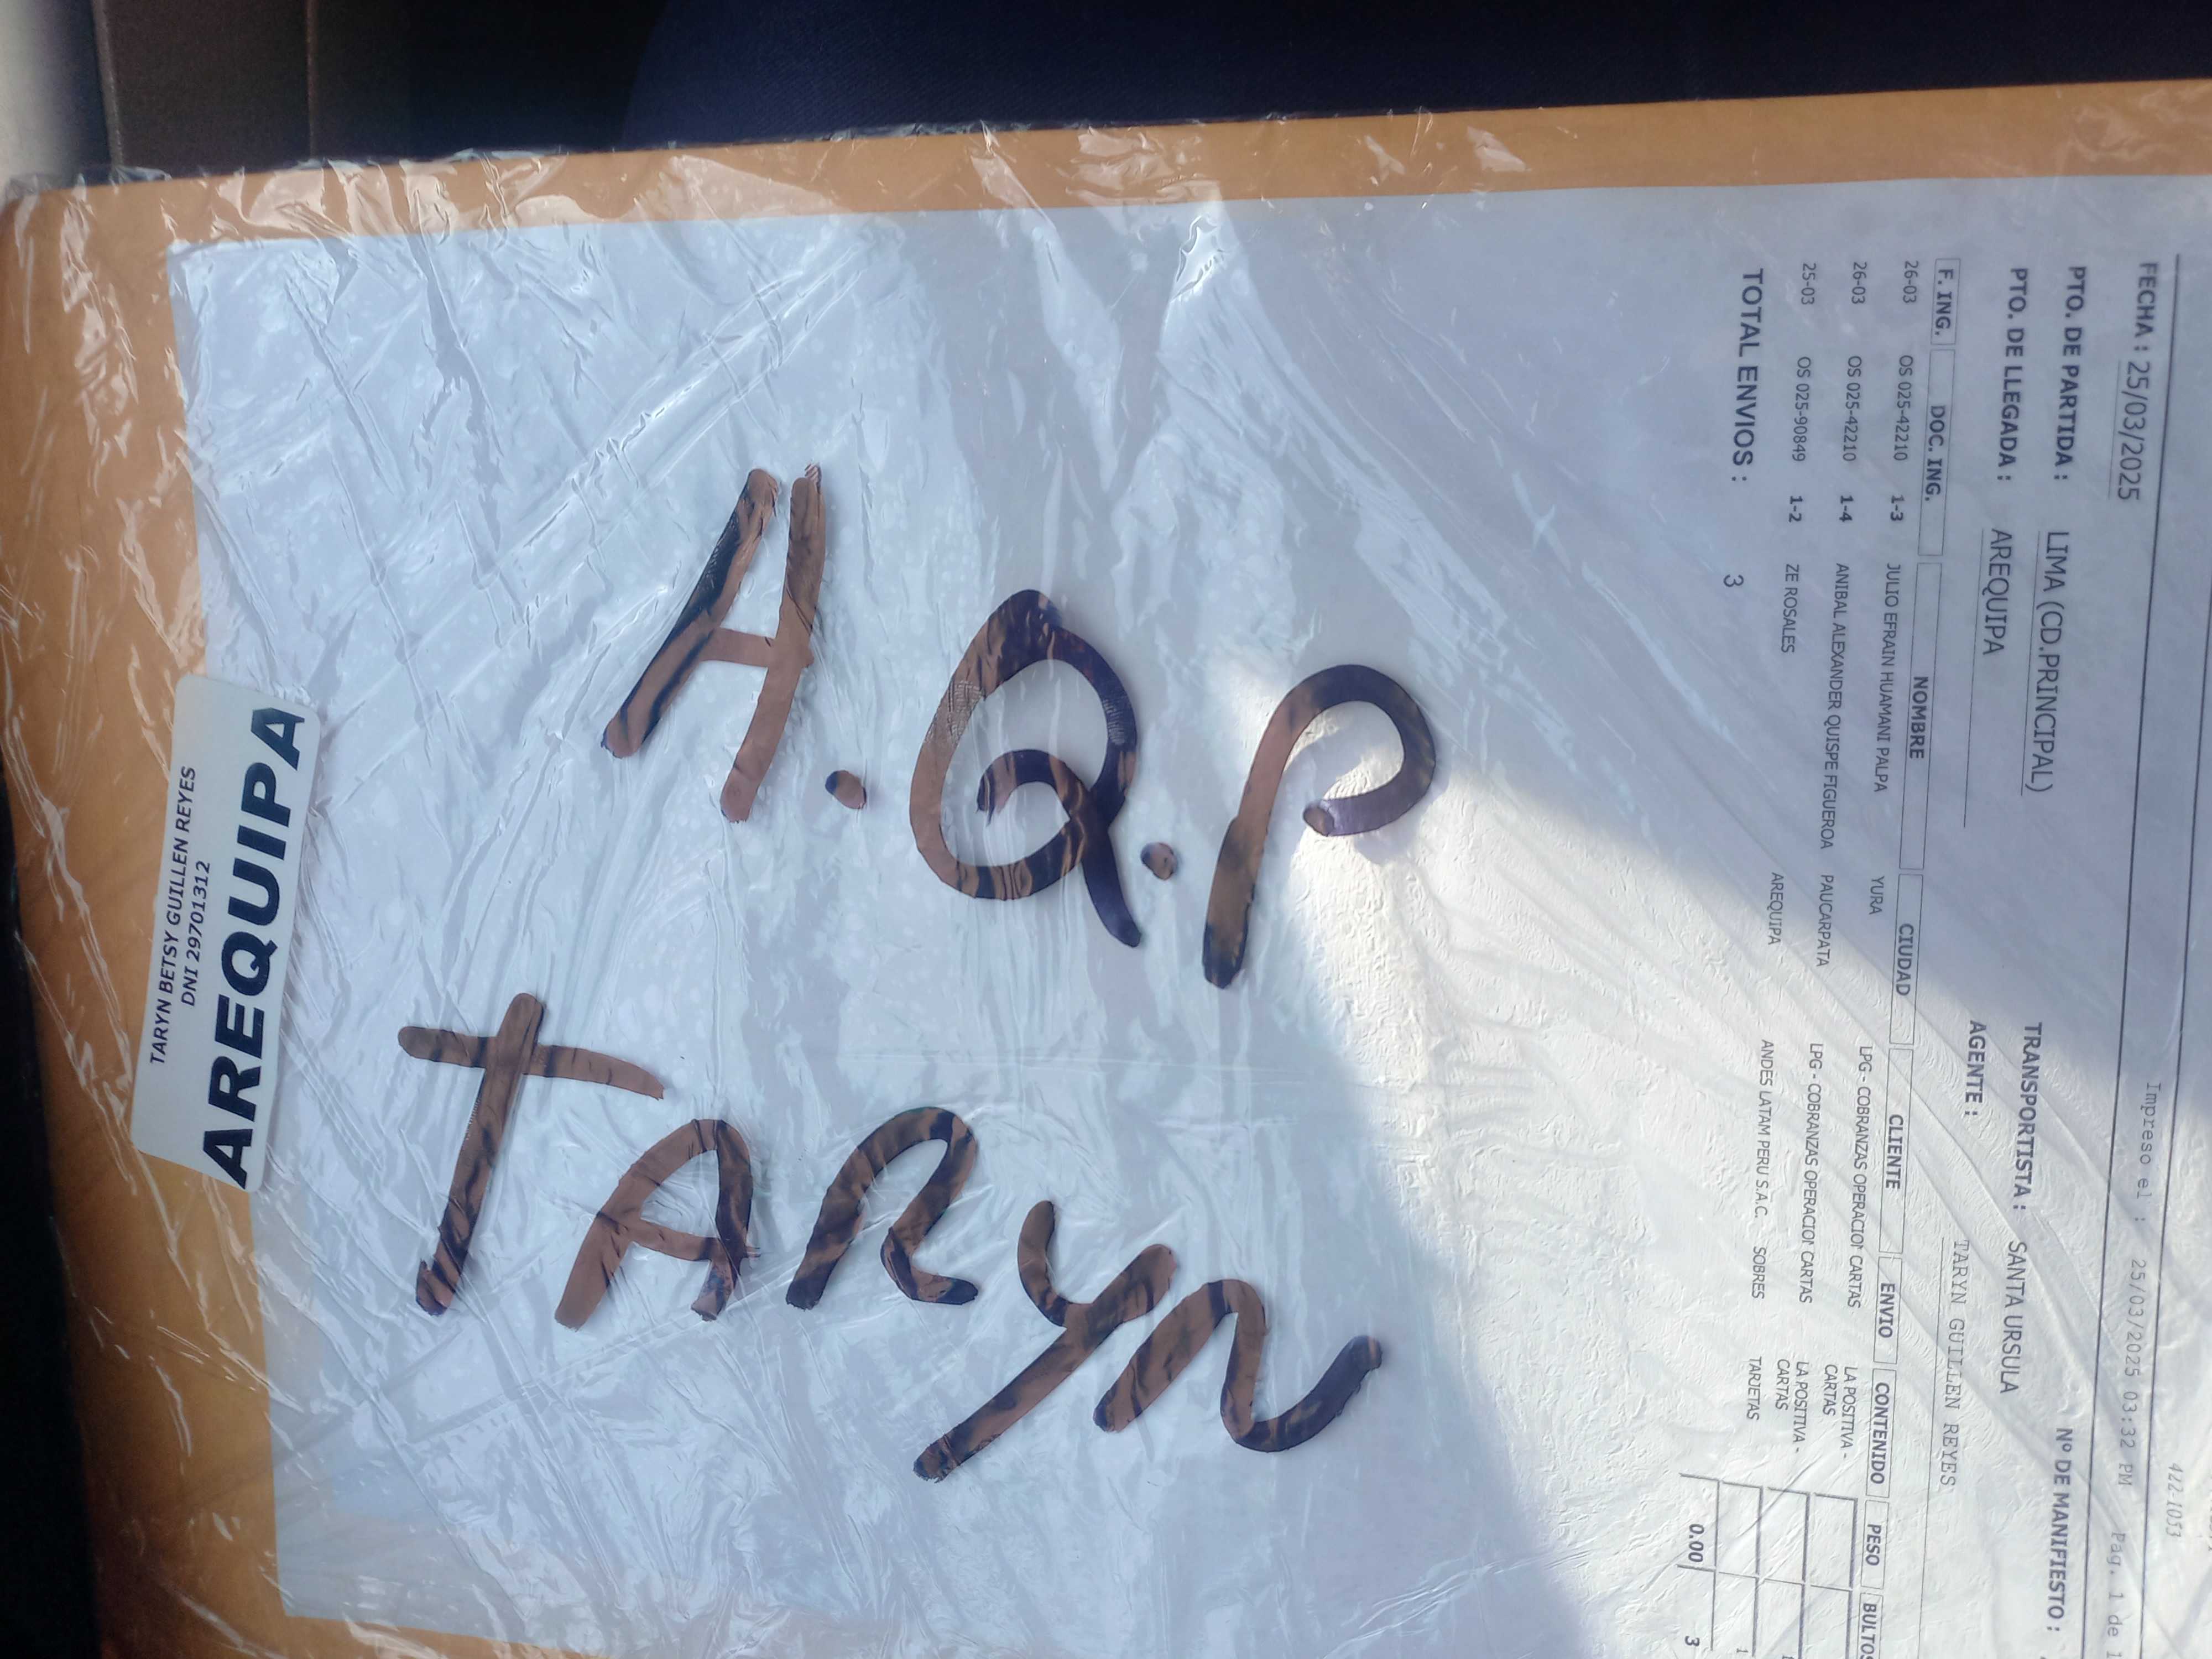 422-1053
Impreso el : 25/03/2025 03:32 PM Pag. 1 de 1
FECHA : 25/03/2025
Nº DE MANIFIESTO :
PTO. DE PARTIDA : LIMA (CD.PRINCIPAL) TRANSPORTISTA : SANTA URSULA
PTO. DE LLEGADA : AREQUIPA AGENTE : TARYN GUILLEN REYES
F. ING. DOC. ING. NOMBRE CIUDAD CLIENTE ENVIO CONTENIDO PESO BULTOS
26-03 OS 025-42210 1-3 JULIO EFRAIN HUAMANI PALPA YURA LPG - COBRANZAS OPERACIOI CARTAS LA POSITIVA -
CARTAS
26-03 OS 025-42210 1-4 ANIBAL ALEXANDER QUISPE FIGUEROA PAUCARPATA LPG - COBRANZAS OPERACIOI CARTAS LA POSITIVA -
CARTAS
25-03 OS 025-90849 1-2 ZE ROSALES AREQUIPA ANDES LATAM PERU S.A.C. SOBRES TARJETAS 1
TOTAL ENVIOS : 3 0.00 3
A.Q.P
TARYN
AREQUIPA
DNI 29701312
TARYN BETSY GUILLEN REYES